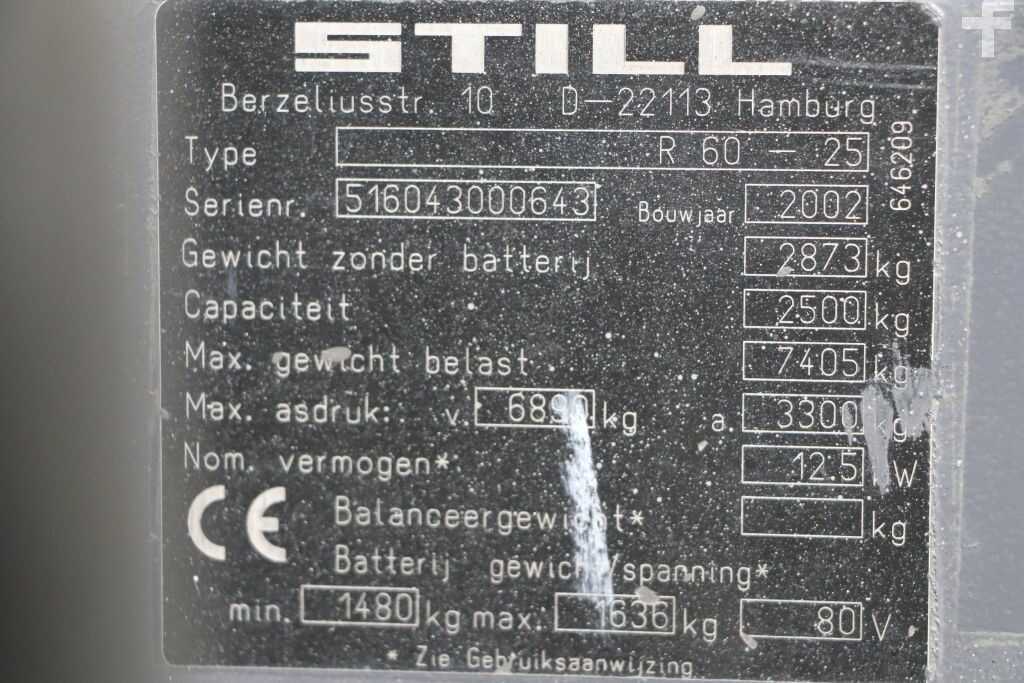 STILL
Berzeliusstr. 10 D-22113 Hamburg
Type R 60 - 25
646209
Serienr. 516043000643 Bouwjaar 2002
Gewicht zonder batterij 2873 kg
Capaciteit 2500 kg
Max. gewicht belast 7405 kg
Max. asdruk: v. 6890 kg a. 3300 kg
Nom. vermogen* 12.5 W
CE Balanceergewicht* kg
Batterij gewicht/spanning*
min. 1480 kg max. 1636 kg 80 V
* Zie Gebruiksaanwijzing